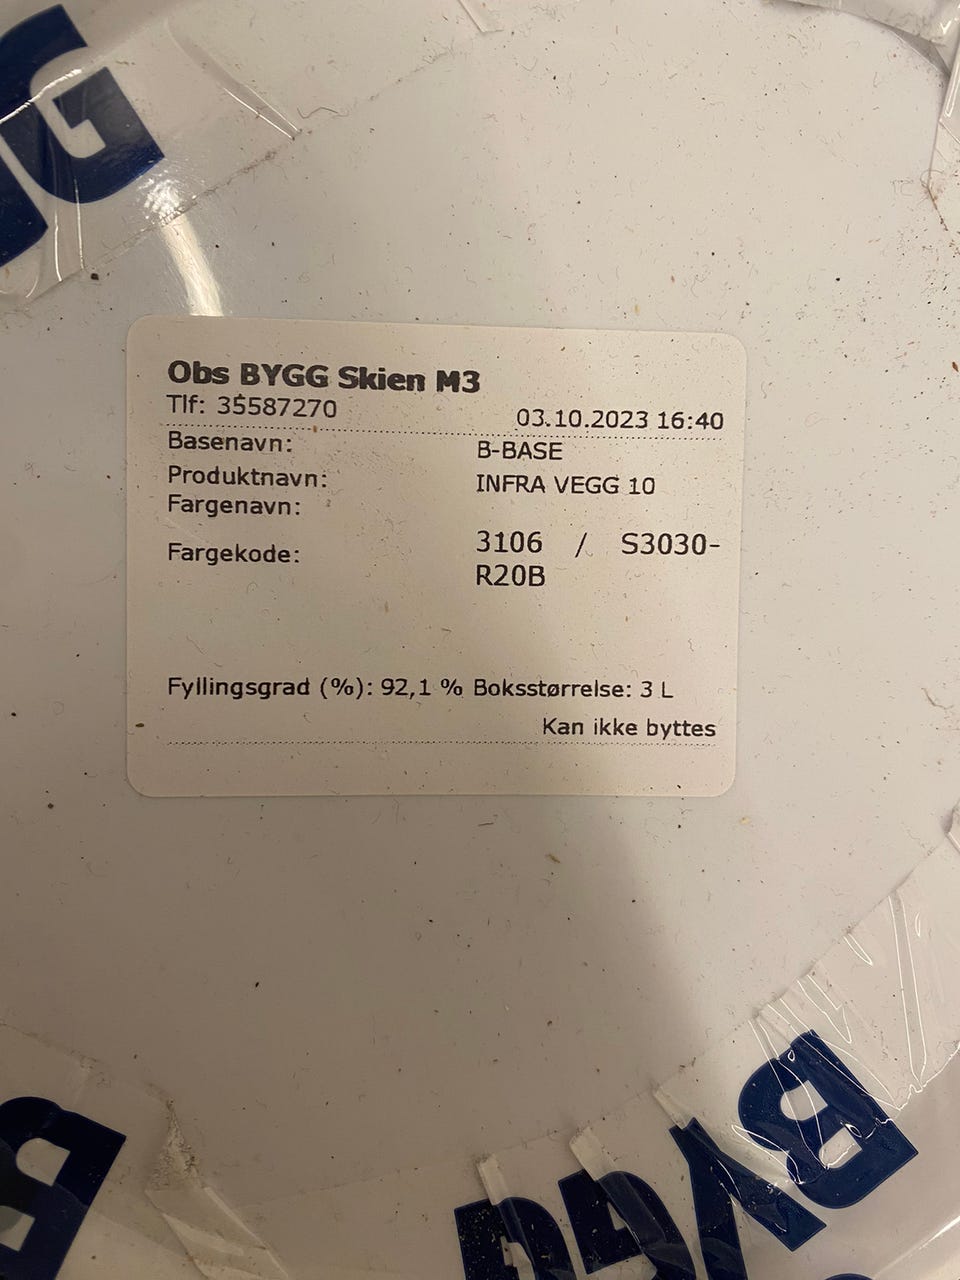 Obs BYGG Skien M3
Tlf: 35587270
03.10.2023 16:40
Basenavn: B-BASE
Produktnavn: INFRA VEGG 10
Fargenavn:
Fargekode: 3106 / S3030-
R20B
Fyllingsgrad (%): 92,1 % Boksstørrelse: 3 L
Kan ikke byttes
BYGG